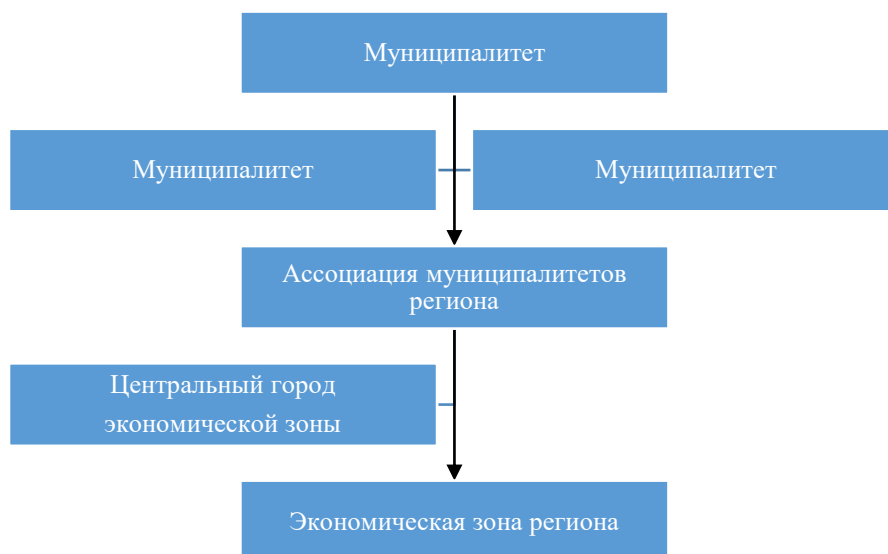 Муниципалитет
Муниципалитет
Муниципалитет
Ассоциация муниципалитетов
региона
Центральный город
экономической зоны
Экономическая зона региона